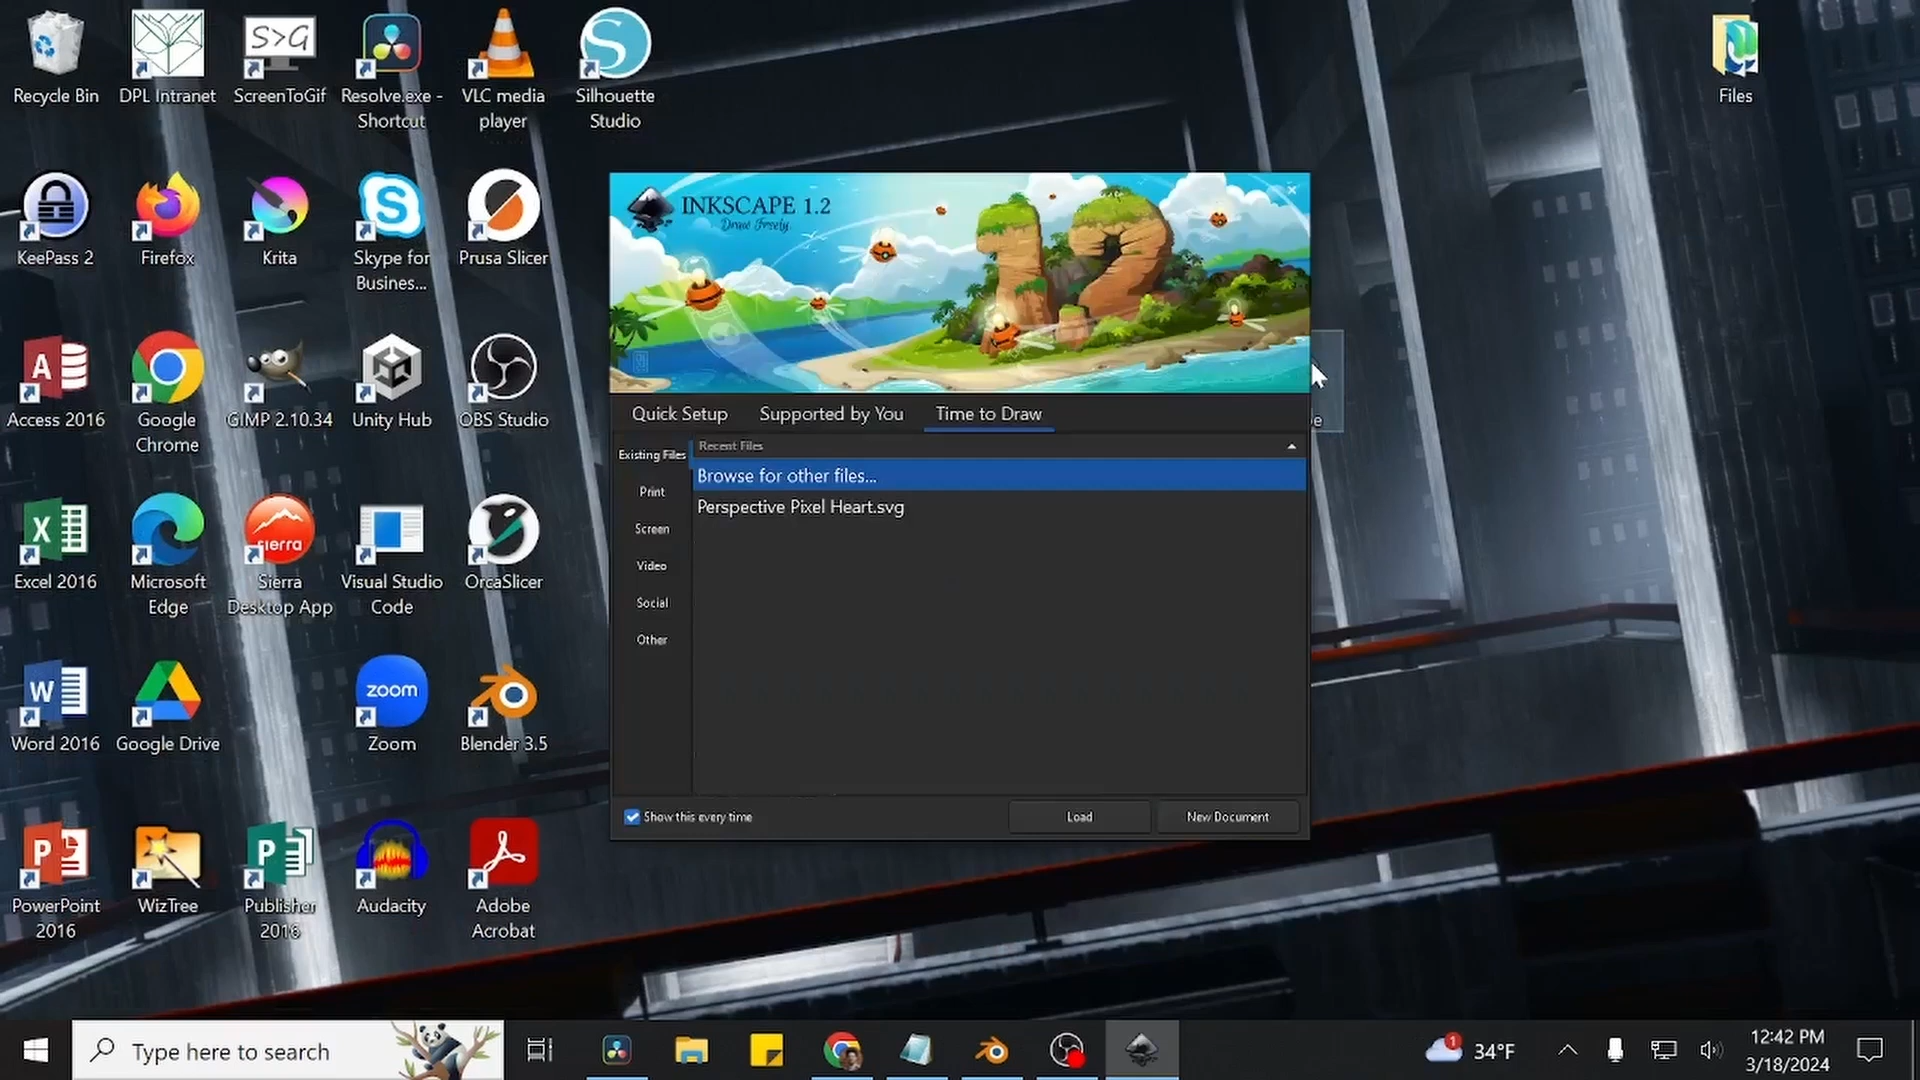 Recycle Bin
DPL Intranet
S>G
ScreenToGif
Resolve.exe -
Shortcut
VLC media
player
S
Silhouette
Studio
Files
KeePass 2
Firefox
Krita
S
Skype for
Busines...
Prusa Slicer
A
Access 2016
Google
Chrome
GIMP 2.10.34
Unity Hub
OBS Studio
X
Excel 2016
Microsoft
Edge
sierra
Sierra
Desktop App
Visual Studio
Code
OrcaSlicer
W
Word 2016
Google Drive
zoom
Zoom
Blender 3.5
P
PowerPoint
2016
WizTree
P
Publisher
2016
Audacity
Adobe
Acrobat
INKSCAPE 1.2
Draw Freely
12
Quick Setup
Supported by You
Time to Draw
Existing Files
Print
Screen
Video
Social
Other
Recent Files
Browse for other files...
Perspective Pixel Heart.svg
Show this every time
Load
New Document
Type here to search
1
34°F
12:42 PM
3/18/2024